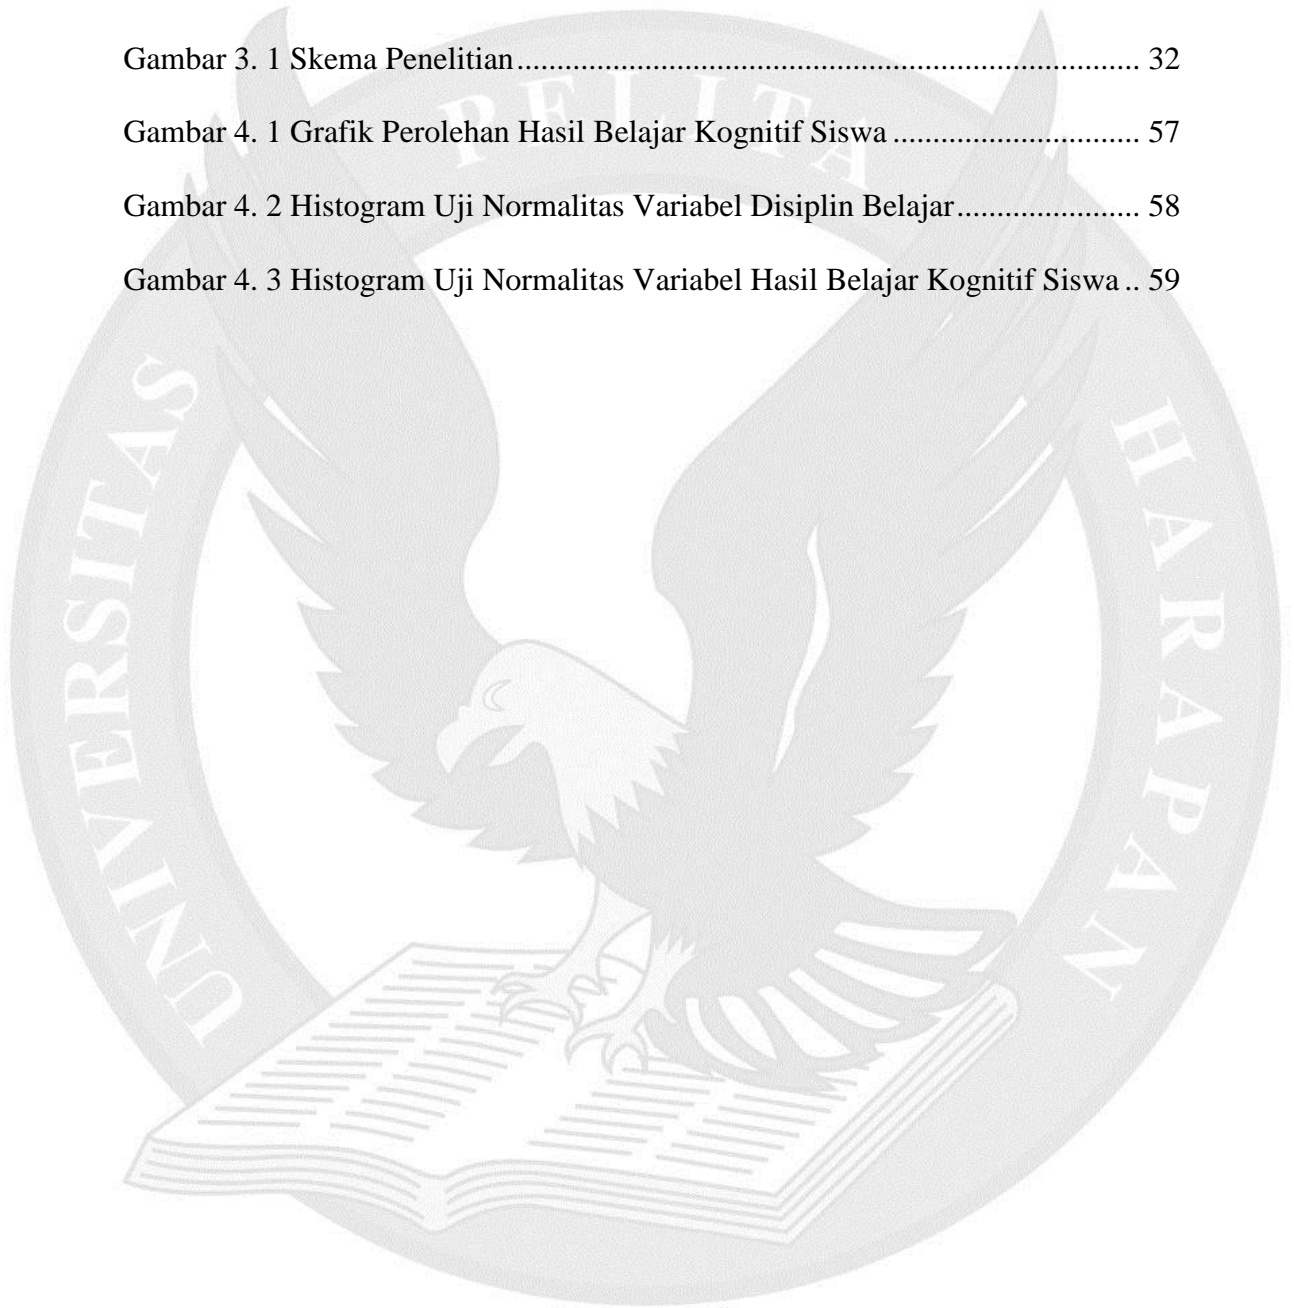 Gambar 3. 1 Skema Penelitian.............................................................................. 32
Gambar 4. 1 Grafik Perolehan Hasil Belajar Kognitif Siswa ............................... 57
Gambar 4. 2 Histogram Uji Normalitas Variabel Disiplin Belajar....................... 58
Gambar 4. 3 Histogram Uji Normalitas Variabel Hasil Belajar Kognitif Siswa .. 59
UNIVERSITAS PELITA HARAPAN